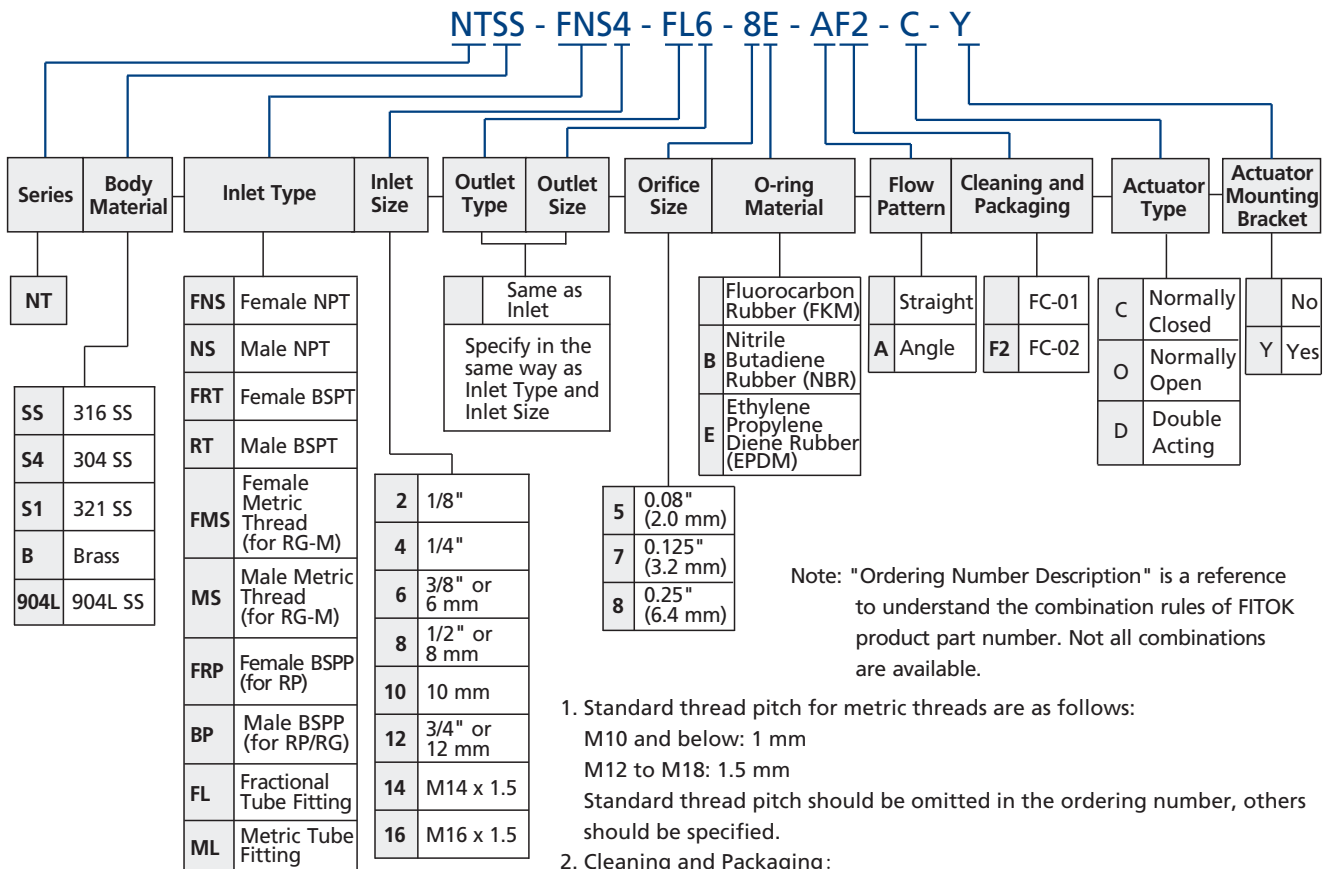 NTSS - FNS4 - FL6 - 8E - AF2 - C - Y
Series
Body
Material
Inlet Type
Inlet
Size
Outlet
Type
Outlet
Size
Orifice
Size
O-ring
Material
Flow
Pattern
Cleaning and
Packaging
Actuator
Type
Actuator
Mounting
Bracket
NT
SS 316 SS
S4 304 SS
S1 321 SS
B Brass
904L 904L SS
FNS Female NPT
NS Male NPT
FRT Female BSPT
RT Male BSPT
FMS Female
Metric
Thread
(for RG-M)
MS Male Metric
Thread
(for RG-M)
FRP Female BSPP
(for RP)
BP Male BSPP
(for RP/RG)
FL Fractional
Tube Fitting
ML Metric Tube
Fitting
2 1/8"
4 1/4"
6 3/8" or
6 mm
8 1/2" or
8 mm
10 10 mm
12 3/4" or
12 mm
14 M14 x 1.5
16 M16 x 1.5
Same as
Inlet
Specify in the
same way as
Inlet Type and
Inlet Size
5 0.08"
(2.0 mm)
7 0.125"
(3.2 mm)
8 0.25"
(6.4 mm)
Fluorocarbon
Rubber (FKM)
B Nitrile
Butadiene
Rubber (NBR)
E Ethylene
Propylene
Diene Rubber
(EPDM)
Straight
A Angle
FC-01
F2 FC-02
C Normally
Closed
O Normally
Open
D Double
Acting
No
Y Yes
Note: "Ordering Number Description" is a reference
to understand the combination rules of FITOK
product part number. Not all combinations
are available.
1. Standard thread pitch for metric threads are as follows:
M10 and below: 1 mm
M12 to M18: 1.5 mm
Standard thread pitch should be omitted in the ordering number, others
should be specified.
2. Cleaning and Packaging: